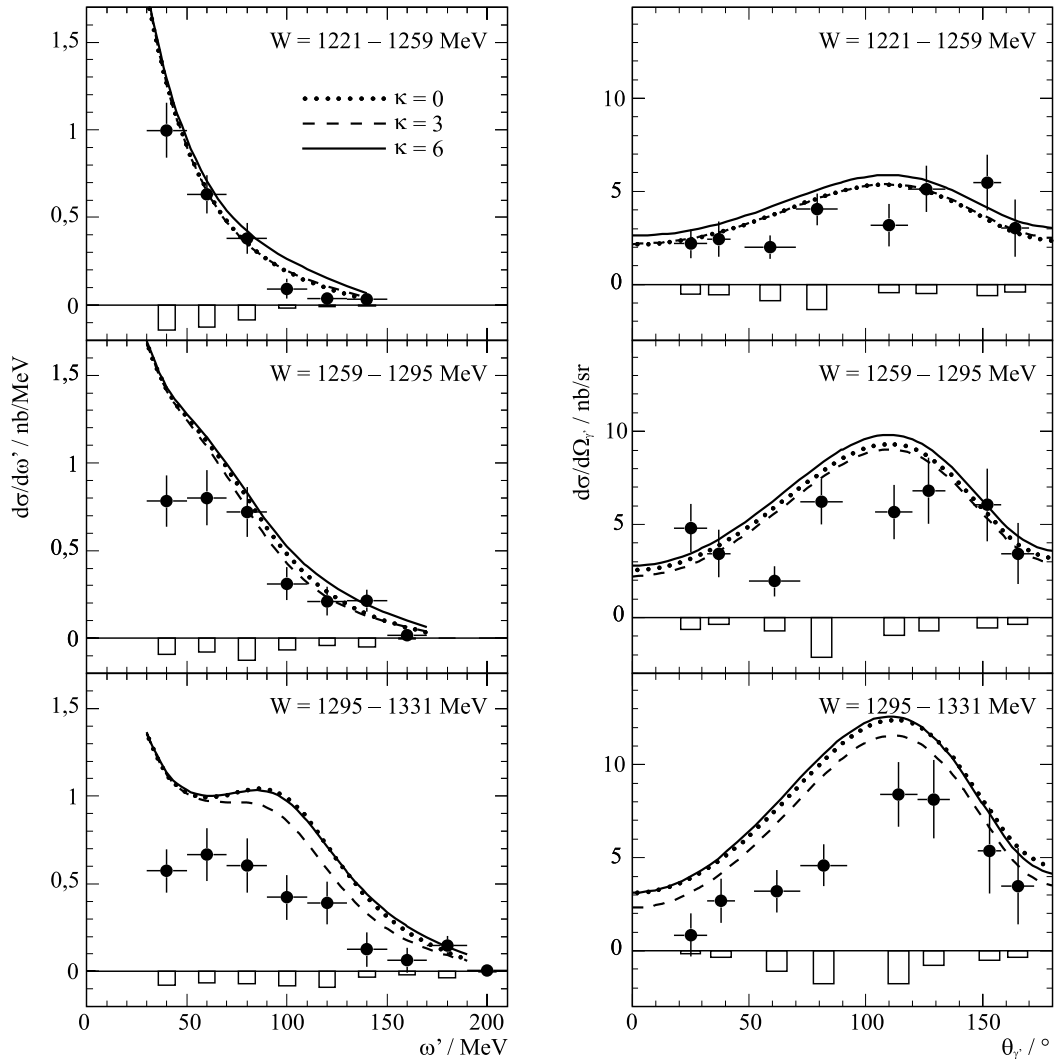 1,5
1
0,5
0
W = 1221 – 1259 MeV
κ = 0
κ = 3
κ = 6
1,5
1
0,5
0
W = 1259 – 1295 MeV
1,5
1
0,5
0
W = 1295 – 1331 MeV
0 50 100 150 200
ω’ / MeV
dσ/dω’ / nb/MeV
10
5
0
W = 1221 – 1259 MeV
10
5
0
W = 1259 – 1295 MeV
10
5
0
W = 1295 – 1331 MeV
0 50 100 150
θγ’ / °
dσ/dΩγ’ / nb/sr